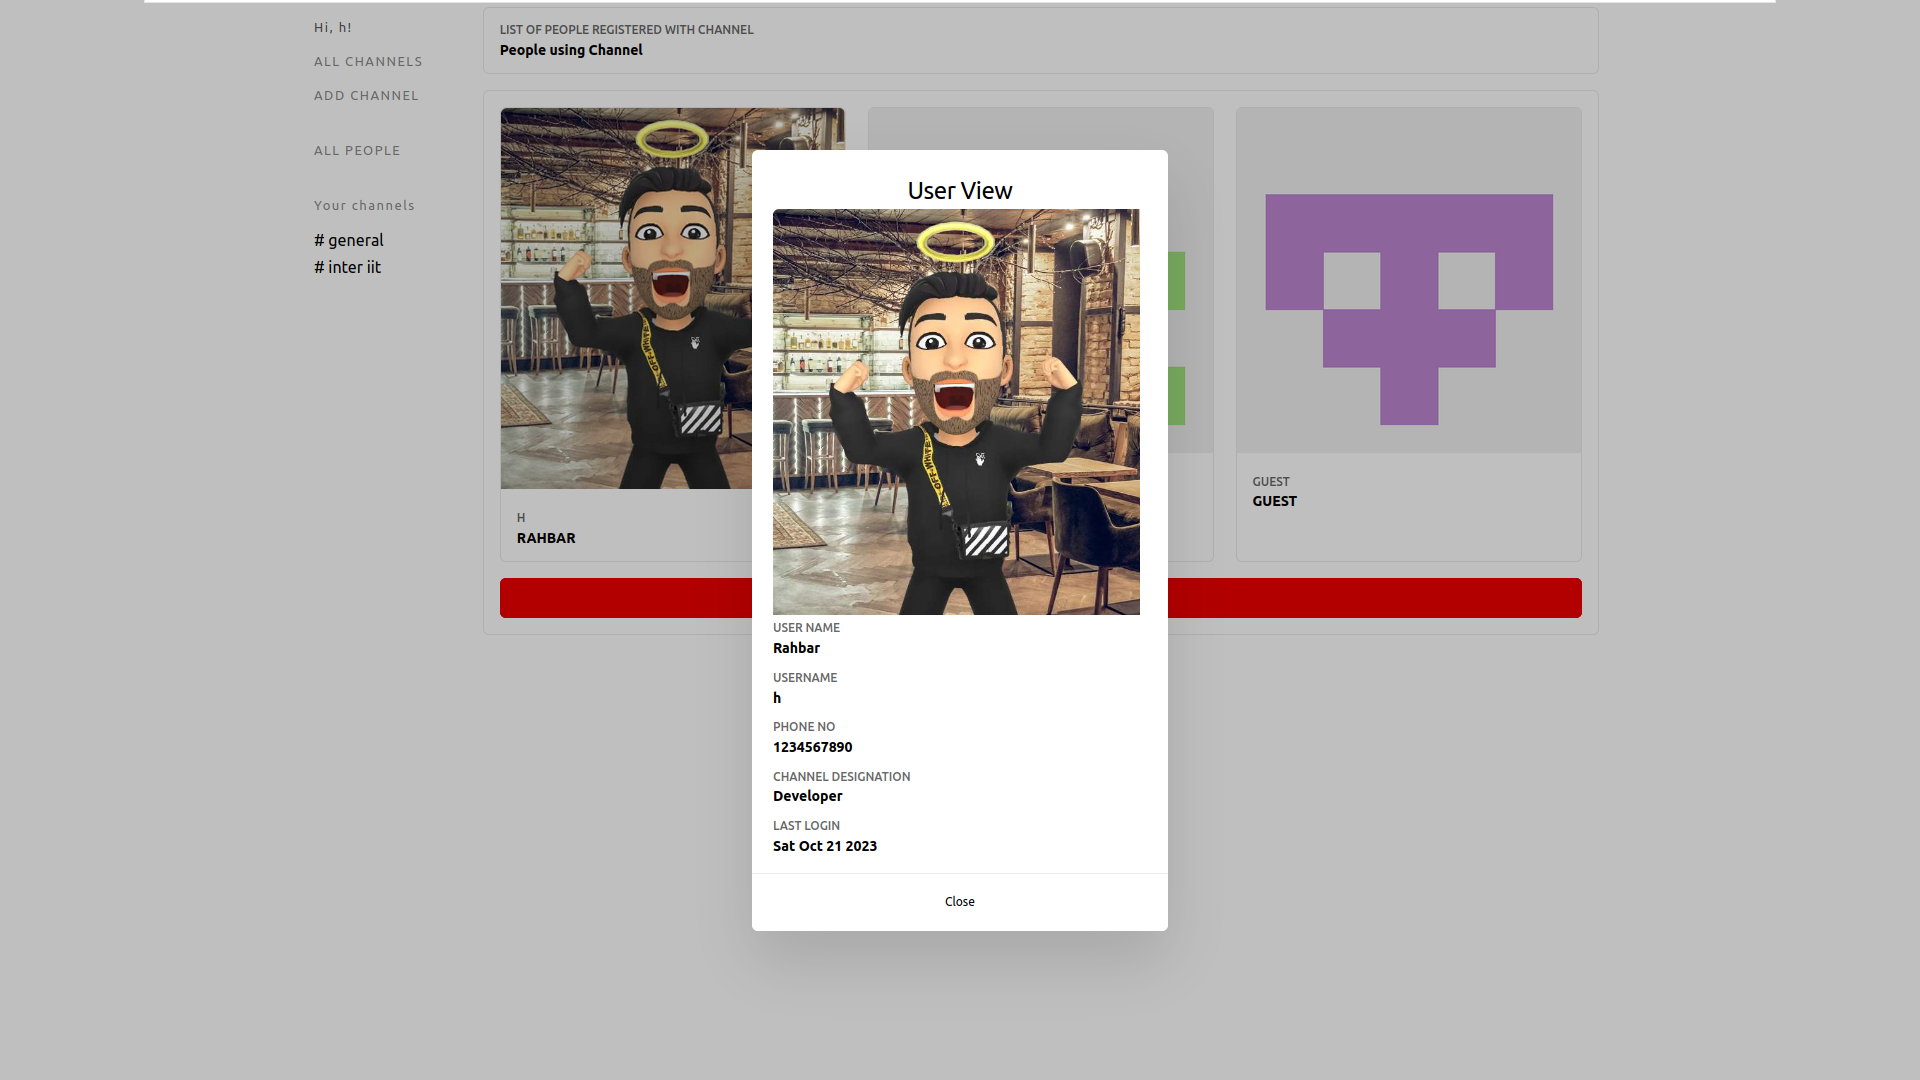 Hi, h!
ALL CHANNELS
ADD CHANNEL
ALL PEOPLE
Your channels
# general
# inter iit
LIST OF PEOPLE REGISTERED WITH CHANNEL
People using Channel
H
RAHBAR
GUEST
GUEST
User View
OFF-WHITE
USER NAME
Rahbar
USERNAME
h
PHONE NO
1234567890
CHANNEL DESIGNATION
Developer
LAST LOGIN
Sat Oct 21 2023
Close